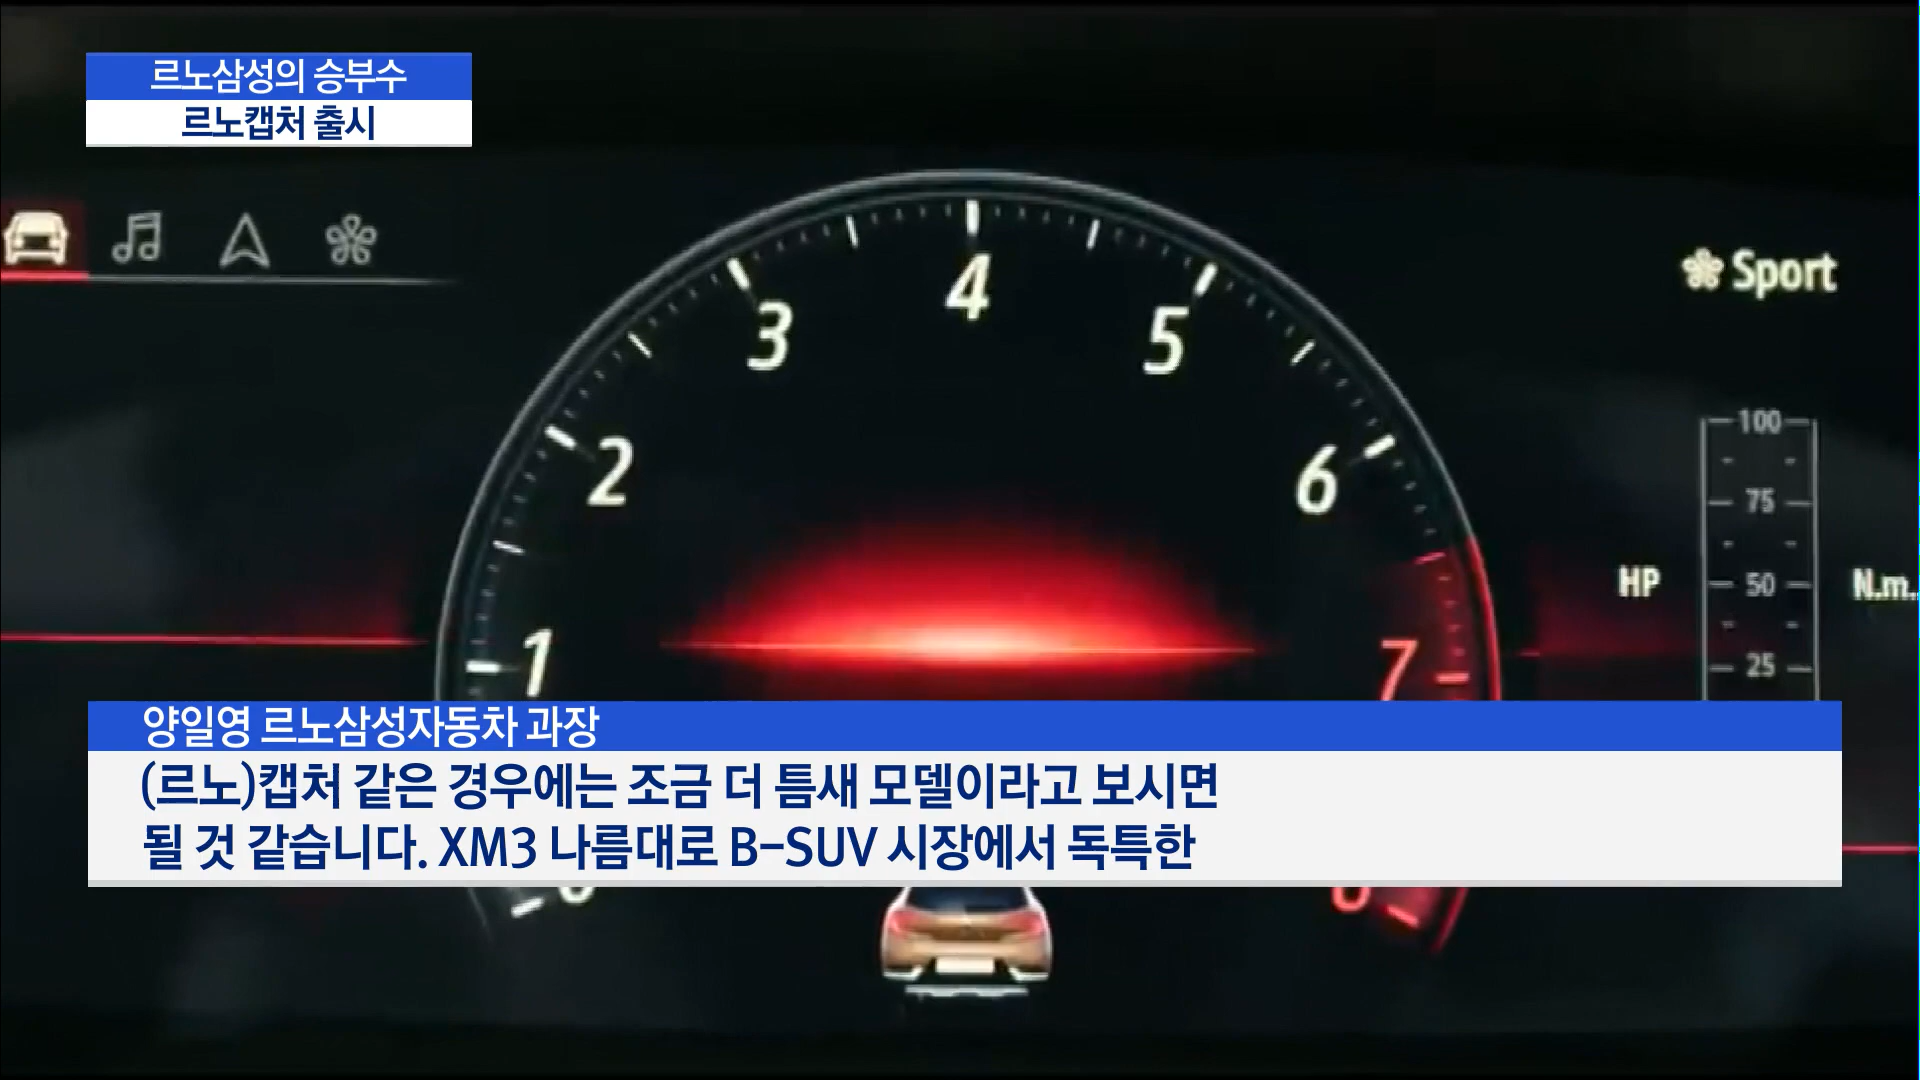 르노삼성의 승부수
르노캡처 출시
Sport
4
3
5
2
6
1
7
100
75
50
25
HP
N.m.
양일영 르노삼성자동차 과장
(르노)캡처 같은 경우에는 조금 더 틈새 모델이라고 보시면
될 것 같습니다. XM3 나름대로 B-SUV 시장에서 독특한